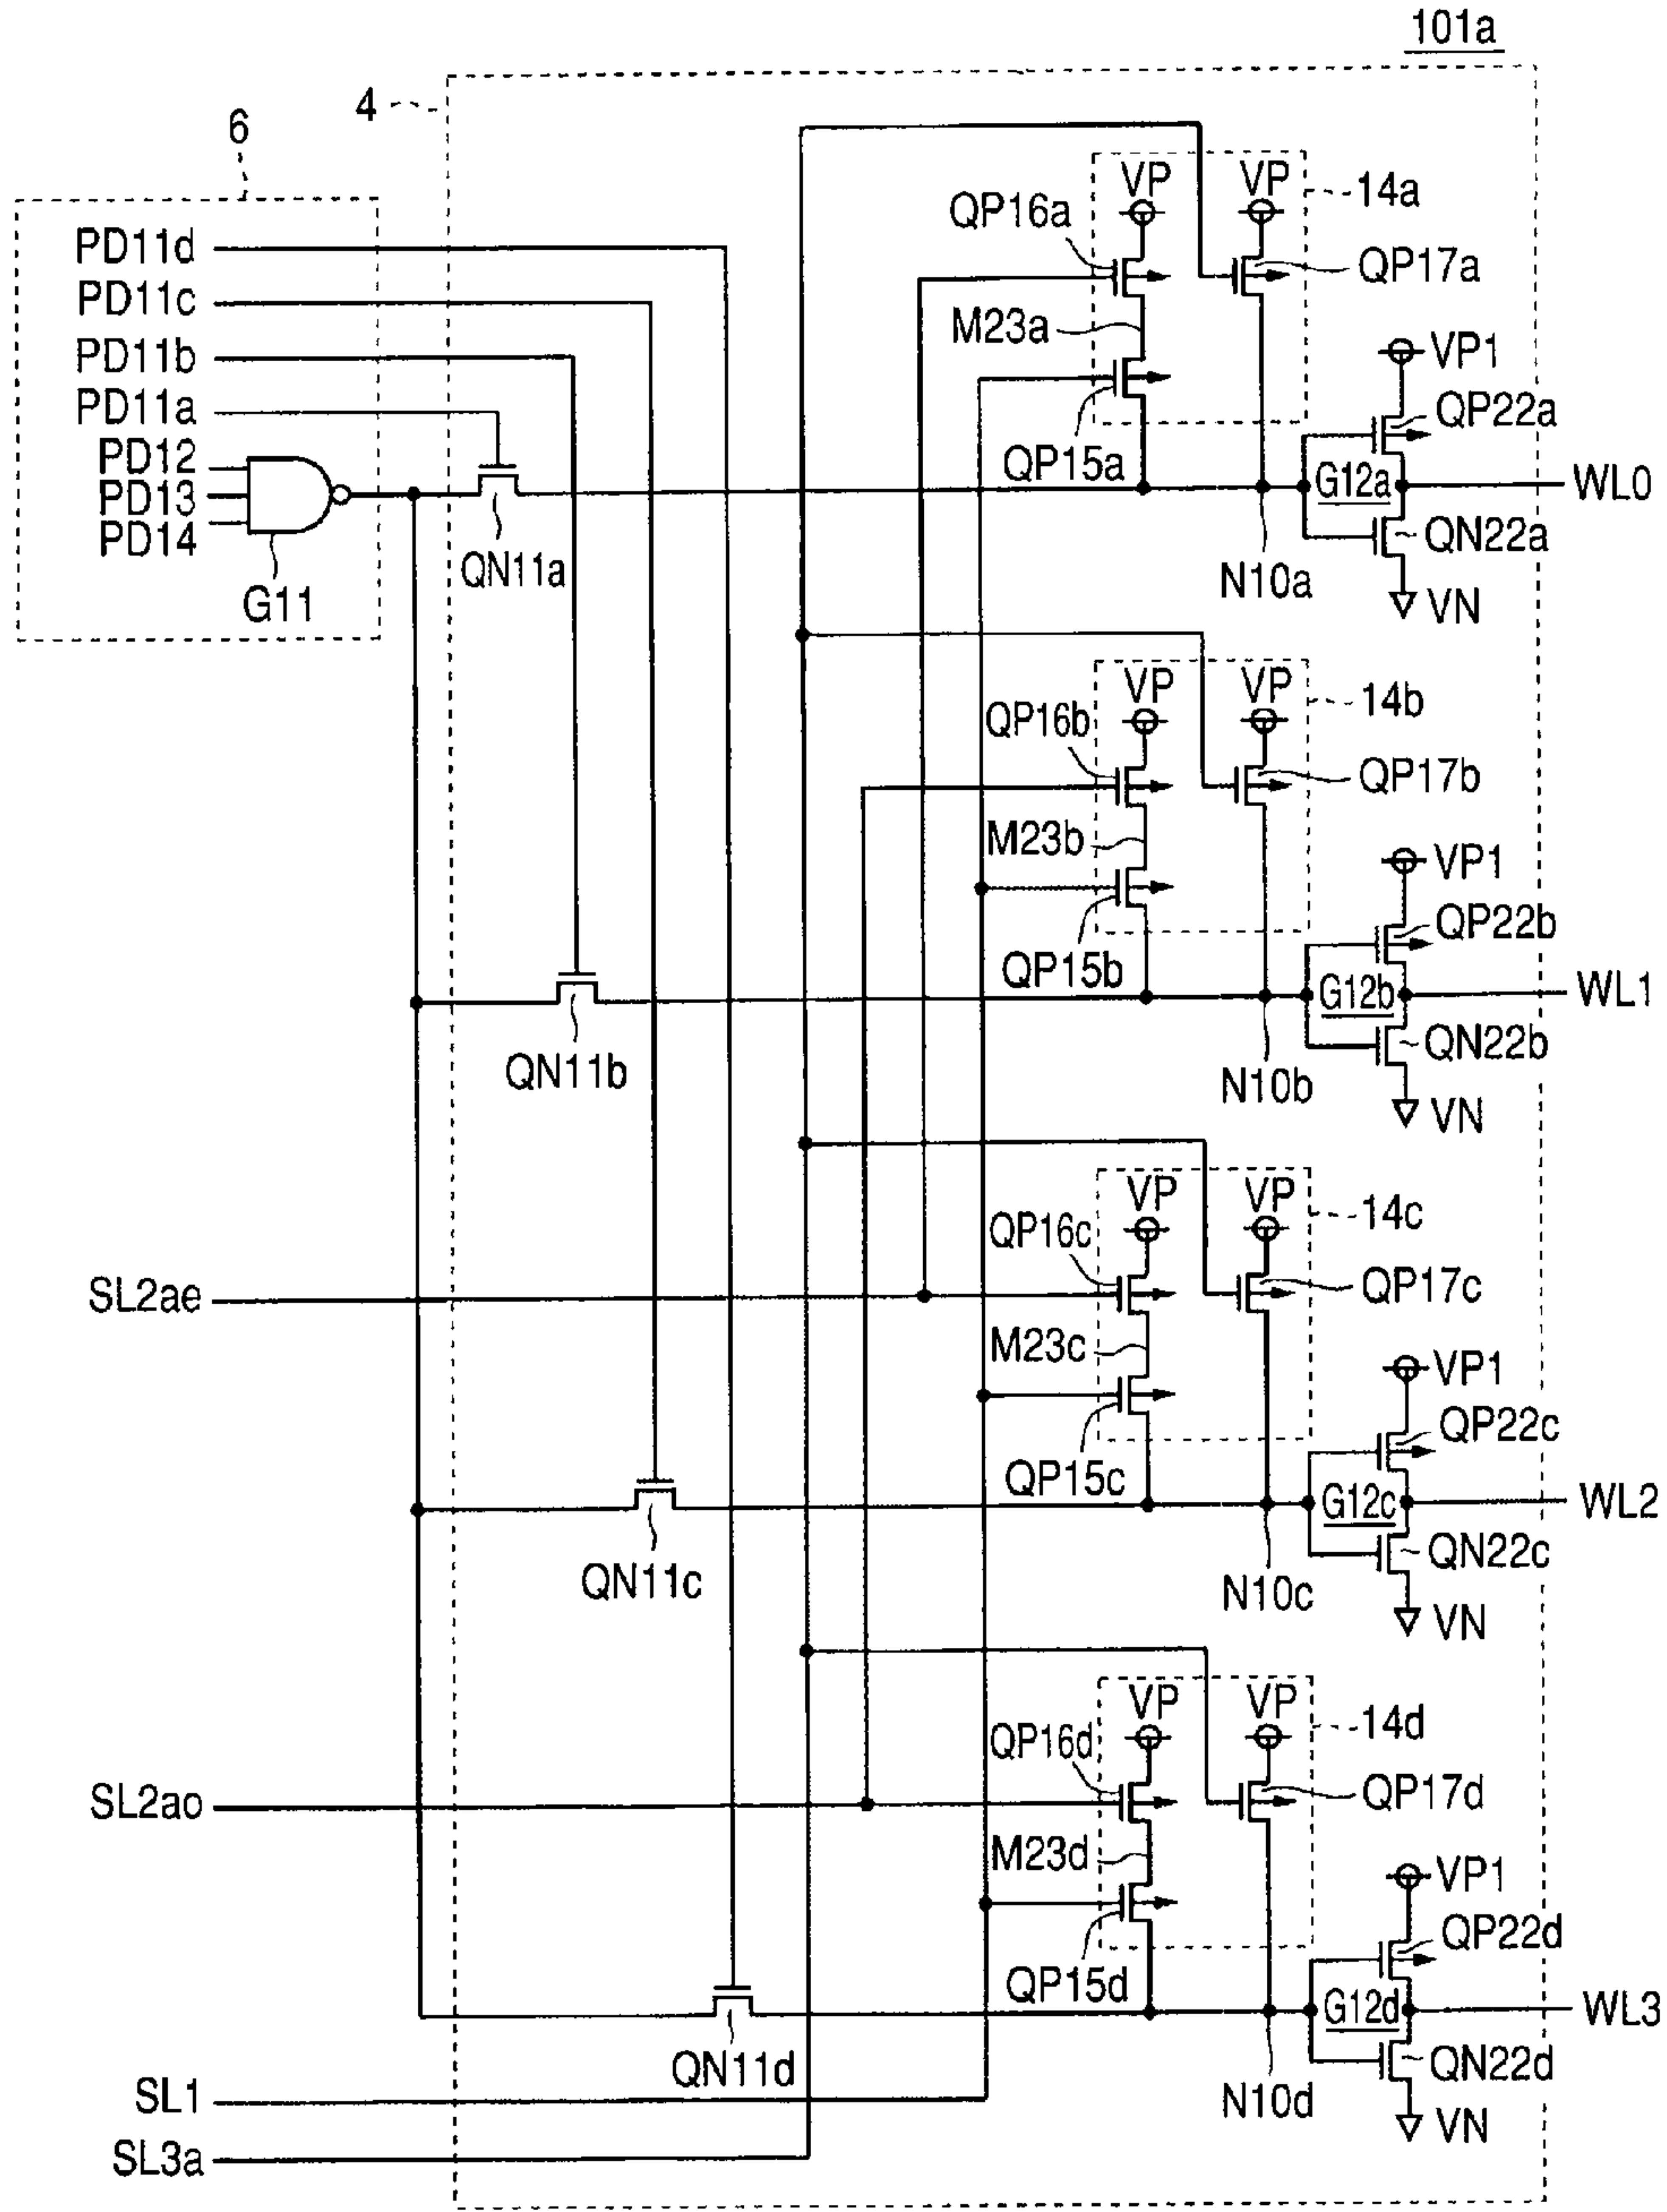 101a
4
6
PD11d
PD11c
PD11b
PD11a
PD12
PD13
PD14
G11
QN11a
VP VP
14a
QP16a
QP17a
M23a
QP15a
VP1
QP22a
G12a
WL0
QN22a
N10a
VN
VP VP
14b
QP16b
QP17b
M23b
QP15b
VP1
QP22b
G12b
WL1
QN22b
QN11b
N10b
VN
VP VP
14c
QP16c
QP17c
SL2ae
M23c
QP15c
VP1
QP22c
G12c
WL2
QN22c
QN11c
N10c
VN
VP VP
14d
QP16d
QP17d
SL2ao
M23d
QP15d
VP1
QP22d
G12d
WL3
QN22d
QN11d
N10d
VN
SL1
SL3a